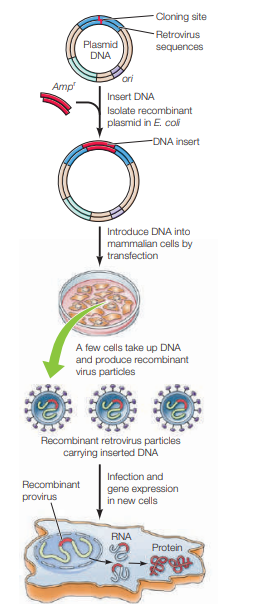 Cloning site
Retrovirus
sequences
Plasmid
DNA
ori
Ampʳ
Insert DNA
Isolate recombinant
plasmid in E. coli
DNA insert
Introduce DNA into
mammalian cells by
transfection
A few cells take up DNA
and produce recombinant
virus particles
Recombinant retrovirus particles
carrying inserted DNA
Infection and
gene expression
in new cells
Recombinant
provirus
RNA
Protein